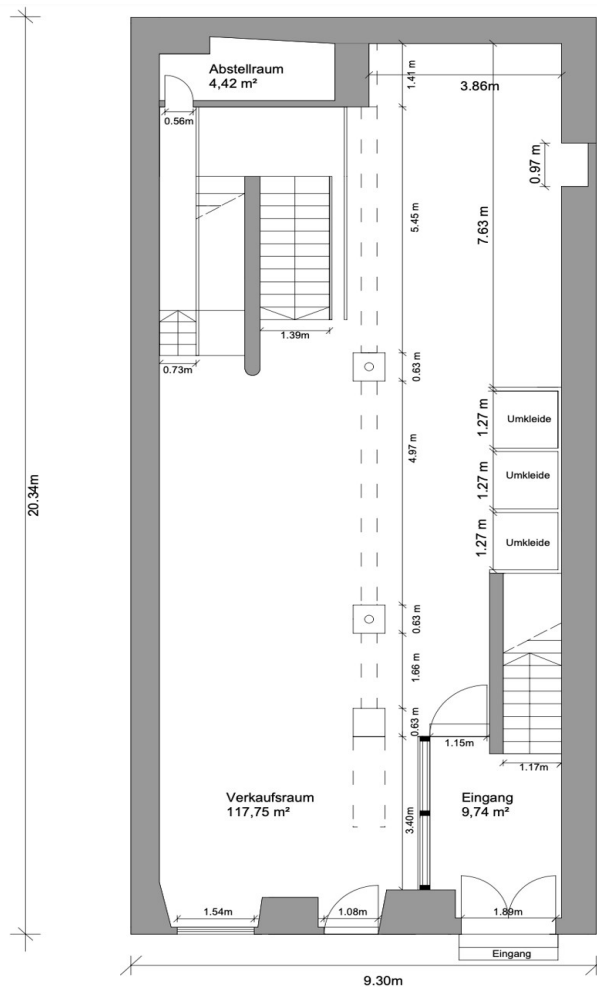 Abstellraum
4,42 m²
1.41 m
3.86m
0.56m
0.97 m
5.45 m
7.63 m
1.39m
0.63 m
0.73m
1.27 m
Umkleide
4.97 m
1.27 m
Umkleide
20.34m
1.27 m
Umkleide
0.63 m
1.66 m
0.63 m
1.15m
1.17m
Verkaufsraum
117,75 m²
Eingang
9,74 m²
3.40m
1.54m
1.08m
1.89m
Eingang
9.30m